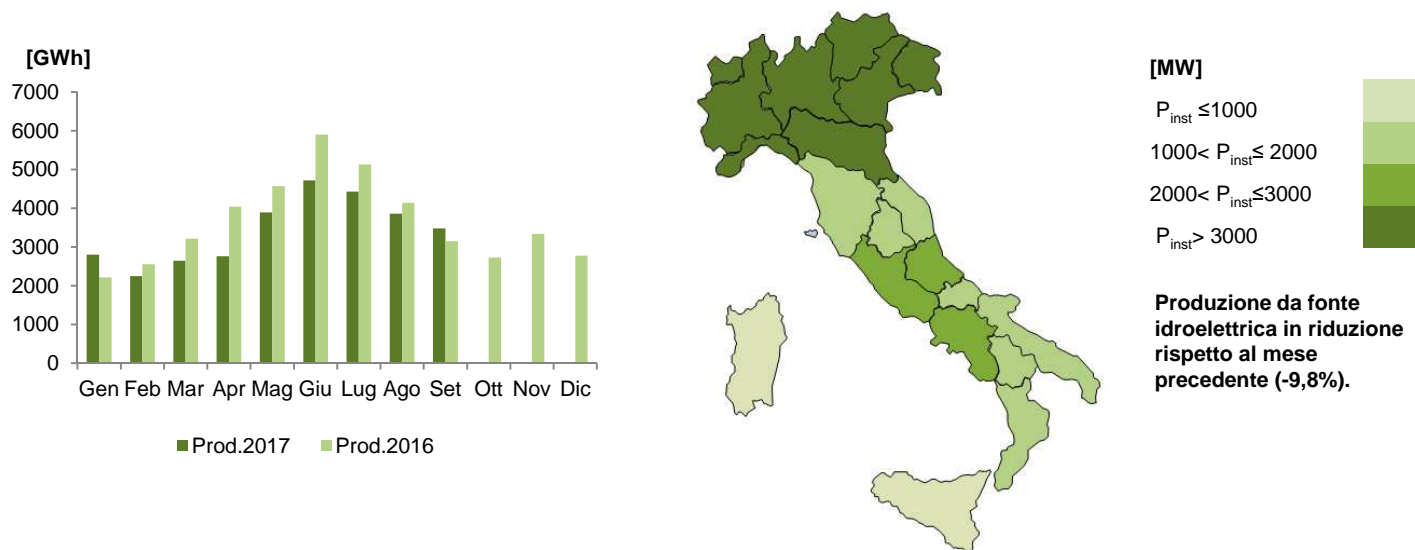 [GWh]
7000
6000
5000
4000
3000
2000
1000
0
Gen Feb Mar Apr Mag Giu Lug Ago Set Ott Nov Dic
Prod.2017 Prod.2016
[MW]
Pinst ≤1000
1000< Pinst≤ 2000
2000< Pinst≤3000
Pinst> 3000
Produzione da fonte
idroelettrica in riduzione
rispetto al mese
precedente (-9,8%).